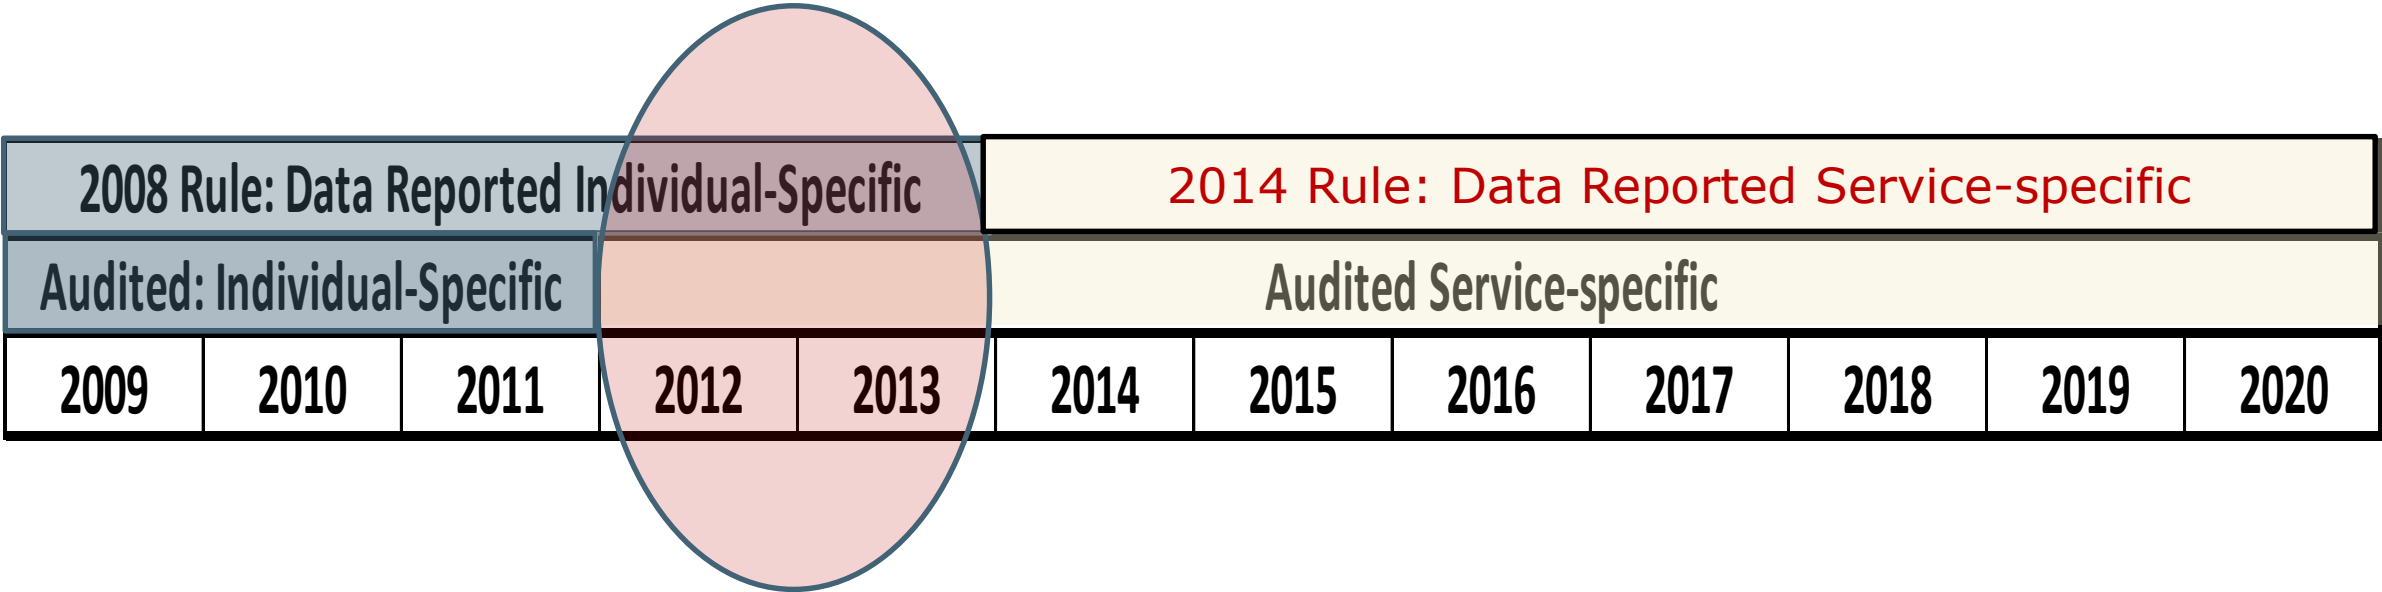 2008 Rule: Data Reported Individual-Specific 2014 Rule: Data Reported Service-specific
Audited: Individual-Specific Audited Service-specific
2009 2010 2011 2012 2013 2014 2015 2016 2017 2018 2019 2020